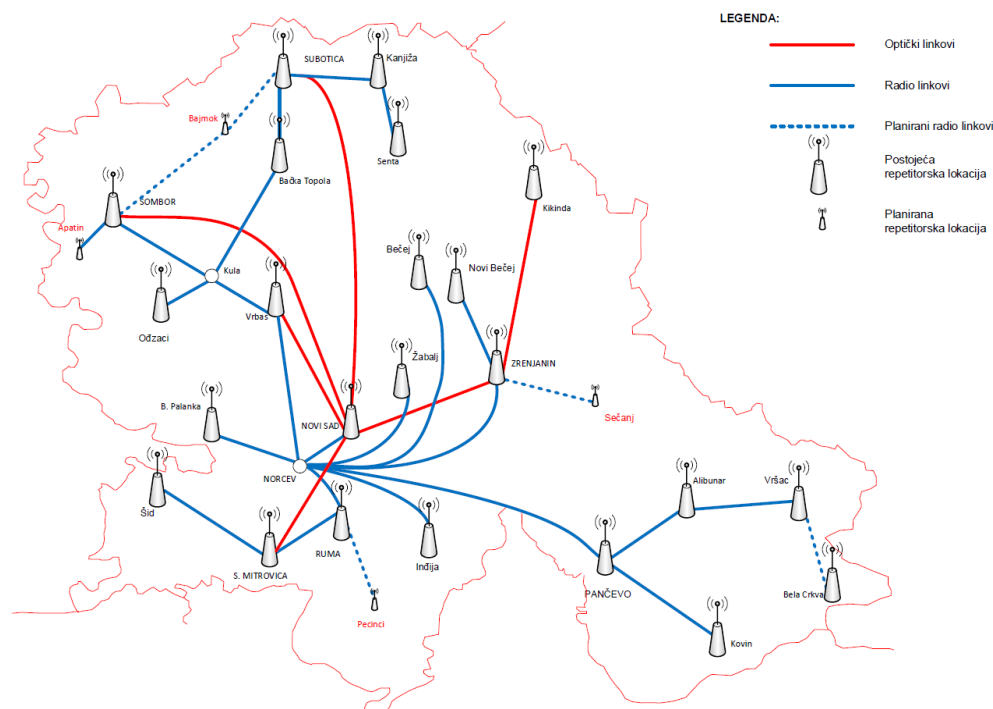 LEGENDA:
Optički linkovi
Radio linkovi
Planirani radio linkovi
Postojeća
repetitorska lokacija
Planirana
repetitorska lokacija
SUBOTICA
Kanjiža
Bajmok
Senta
Bačka Topola
SOMBOR
Kikinda
Apatin
Bečej
Kula
Novi Bečej
Vrbas
Odžaci
Žabalj
ZRENJANIN
B. Palanka
NOVI SAD
Sečanj
NORCEV
Alibunar
Vršac
Šid
RUMA
Inđija
S. MITROVICA
PANČEVO
Bela Crkva
Pecinci
Kovin